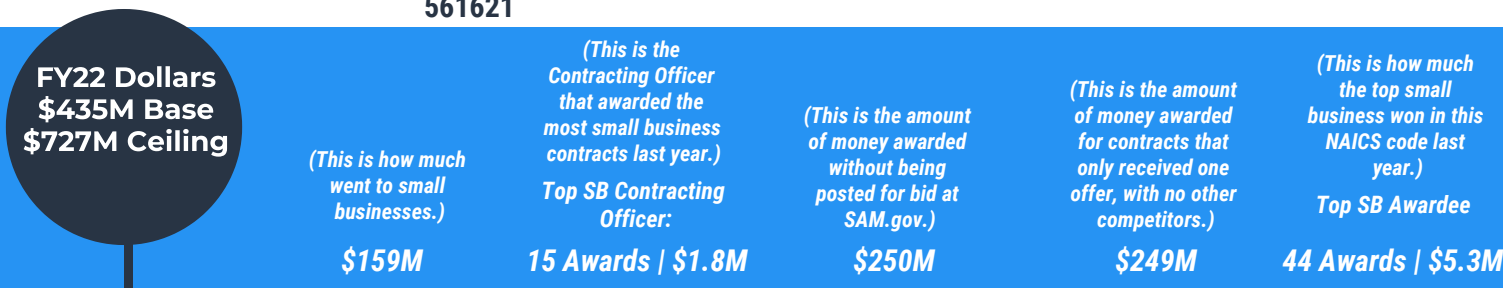 561621
FY22 Dollars
$435M Base
$727M Ceiling
(This is how much
went to small
businesses.)
$159M
(This is the
Contracting Officer
that awarded the
most small business
contracts last year.)
Top SB Contracting
Officer:
15 Awards | $1.8M
(This is the amount
of money awarded
without being
posted for bid at
SAM.gov.)
$250M
(This is the amount
of money awarded
for contracts that
only received one
offer, with no other
competitors.)
$249M
(This is how much
the top small
business won in this
NAICS code last
year.)
Top SB Awardee
44 Awards | $5.3M